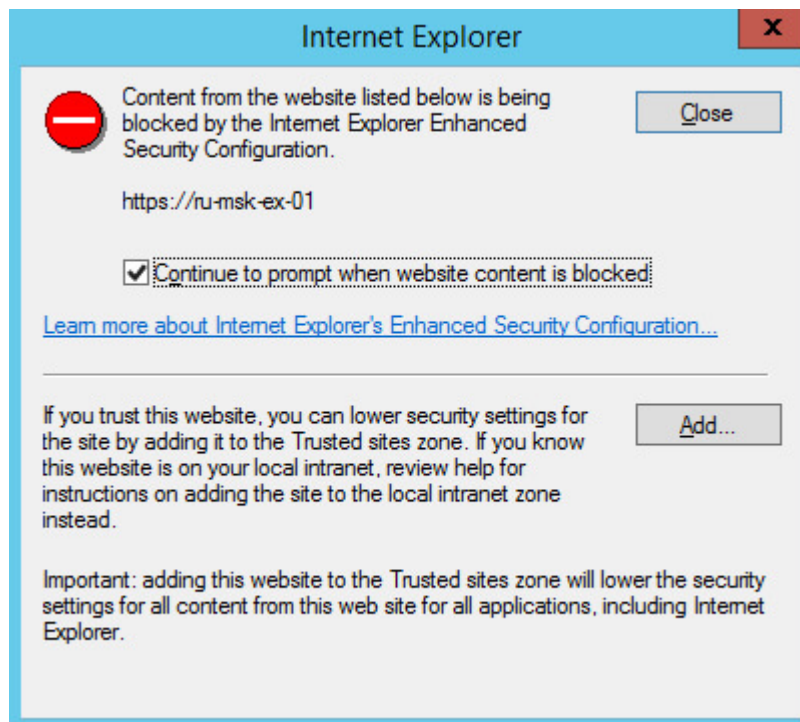 Internet Explorer
x
Content from the website listed below is being
blocked by the Internet Explorer Enhanced
Security Configuration.
Close
https://ru-msk-ex-01
Continue to prompt when website content is blocked
Learn more about Internet Explorer's Enhanced Security Configuration...
If you trust this website, you can lower security settings for
the site by adding it to the Trusted sites zone. If you know
this website is on your local intranet, review help for
instructions on adding the site to the local intranet zone
instead.
Add...
Important: adding this website to the Trusted sites zone will lower the security
settings for all content from this web site for all applications, including Internet
Explorer.